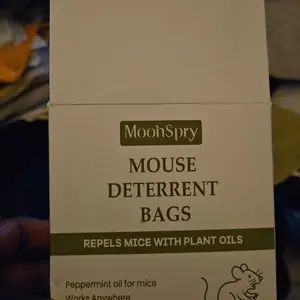 MoonSpry
MOUSE
DETERRENT
BAGS
REPELS MICE WITH PLANT OILS
Peppermint oil for mice
Works Anywhere